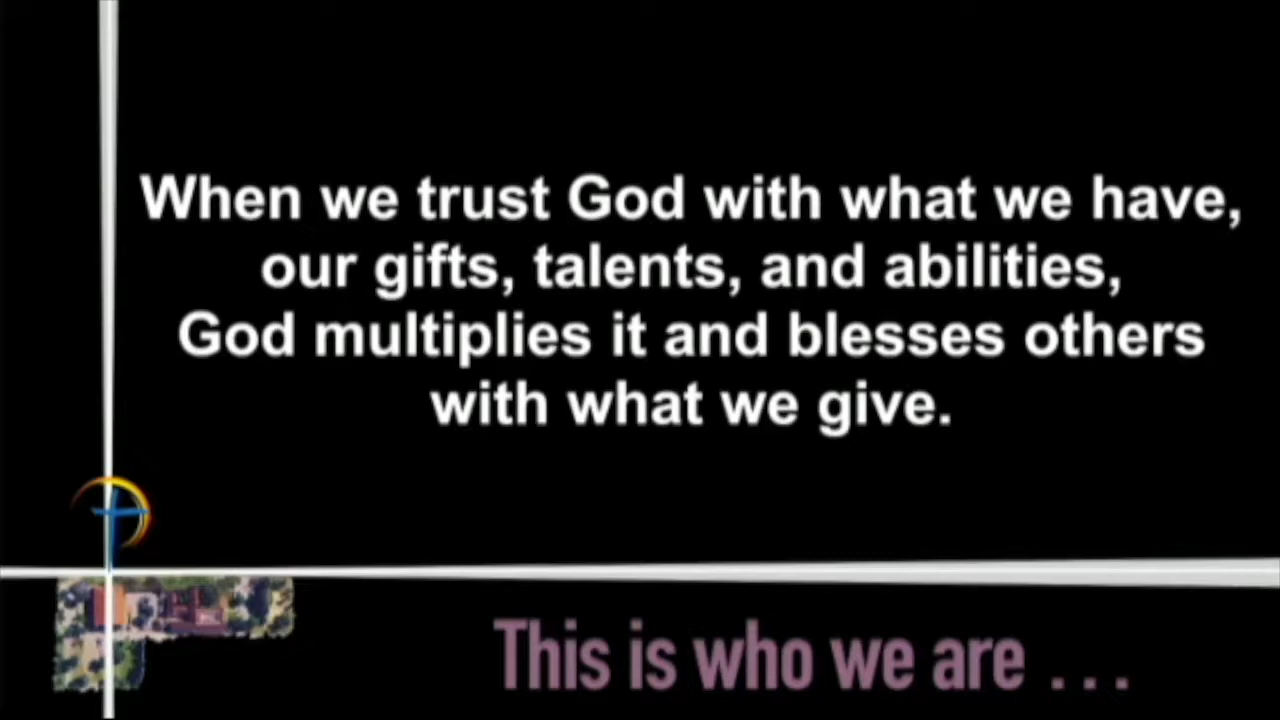 When we trust God with what we have,
our gifts, talents, and abilities,
God multiplies it and blesses others
with what we give.
This is who we are . . .